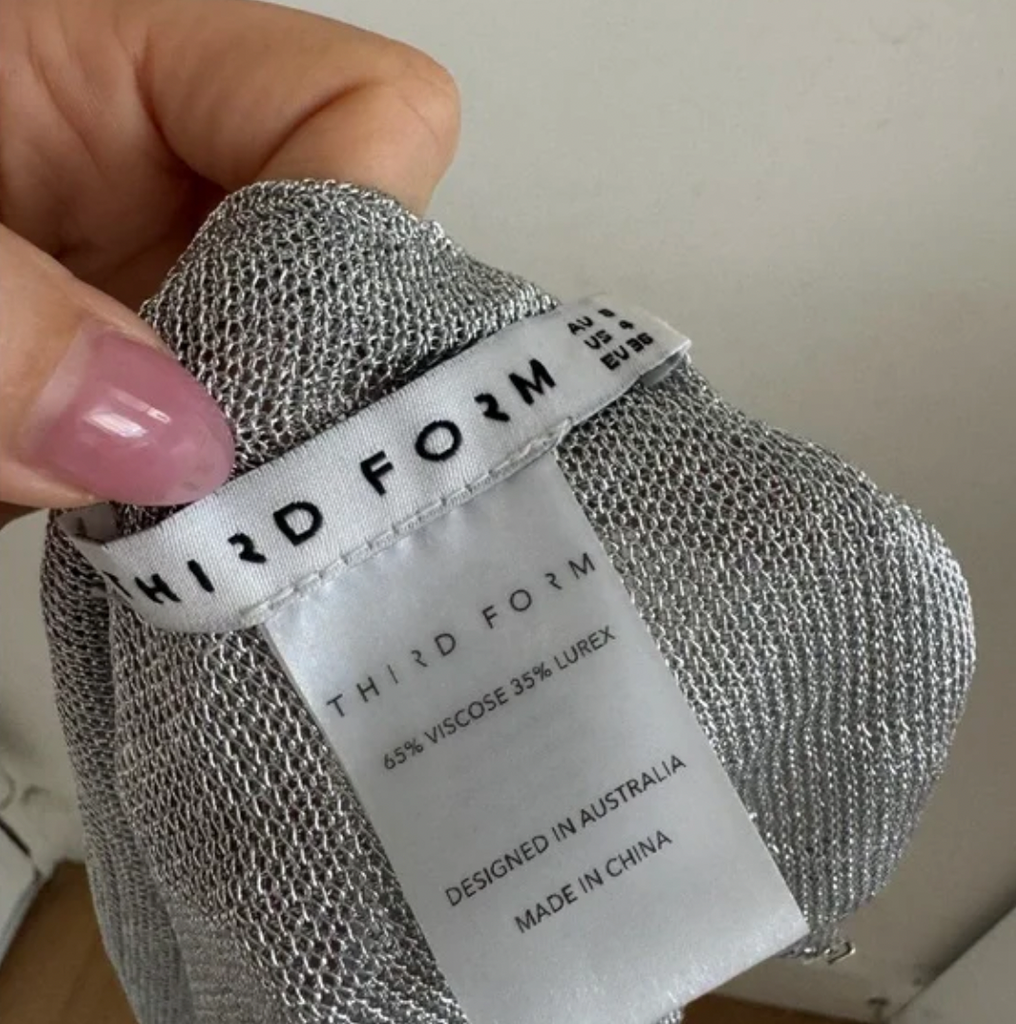 THIRD FORM
AU 8
US 4
EU 36
THIRD FORM
65% VISCOSE 35% LUREX
DESIGNED IN AUSTRALIA
MADE IN CHINA